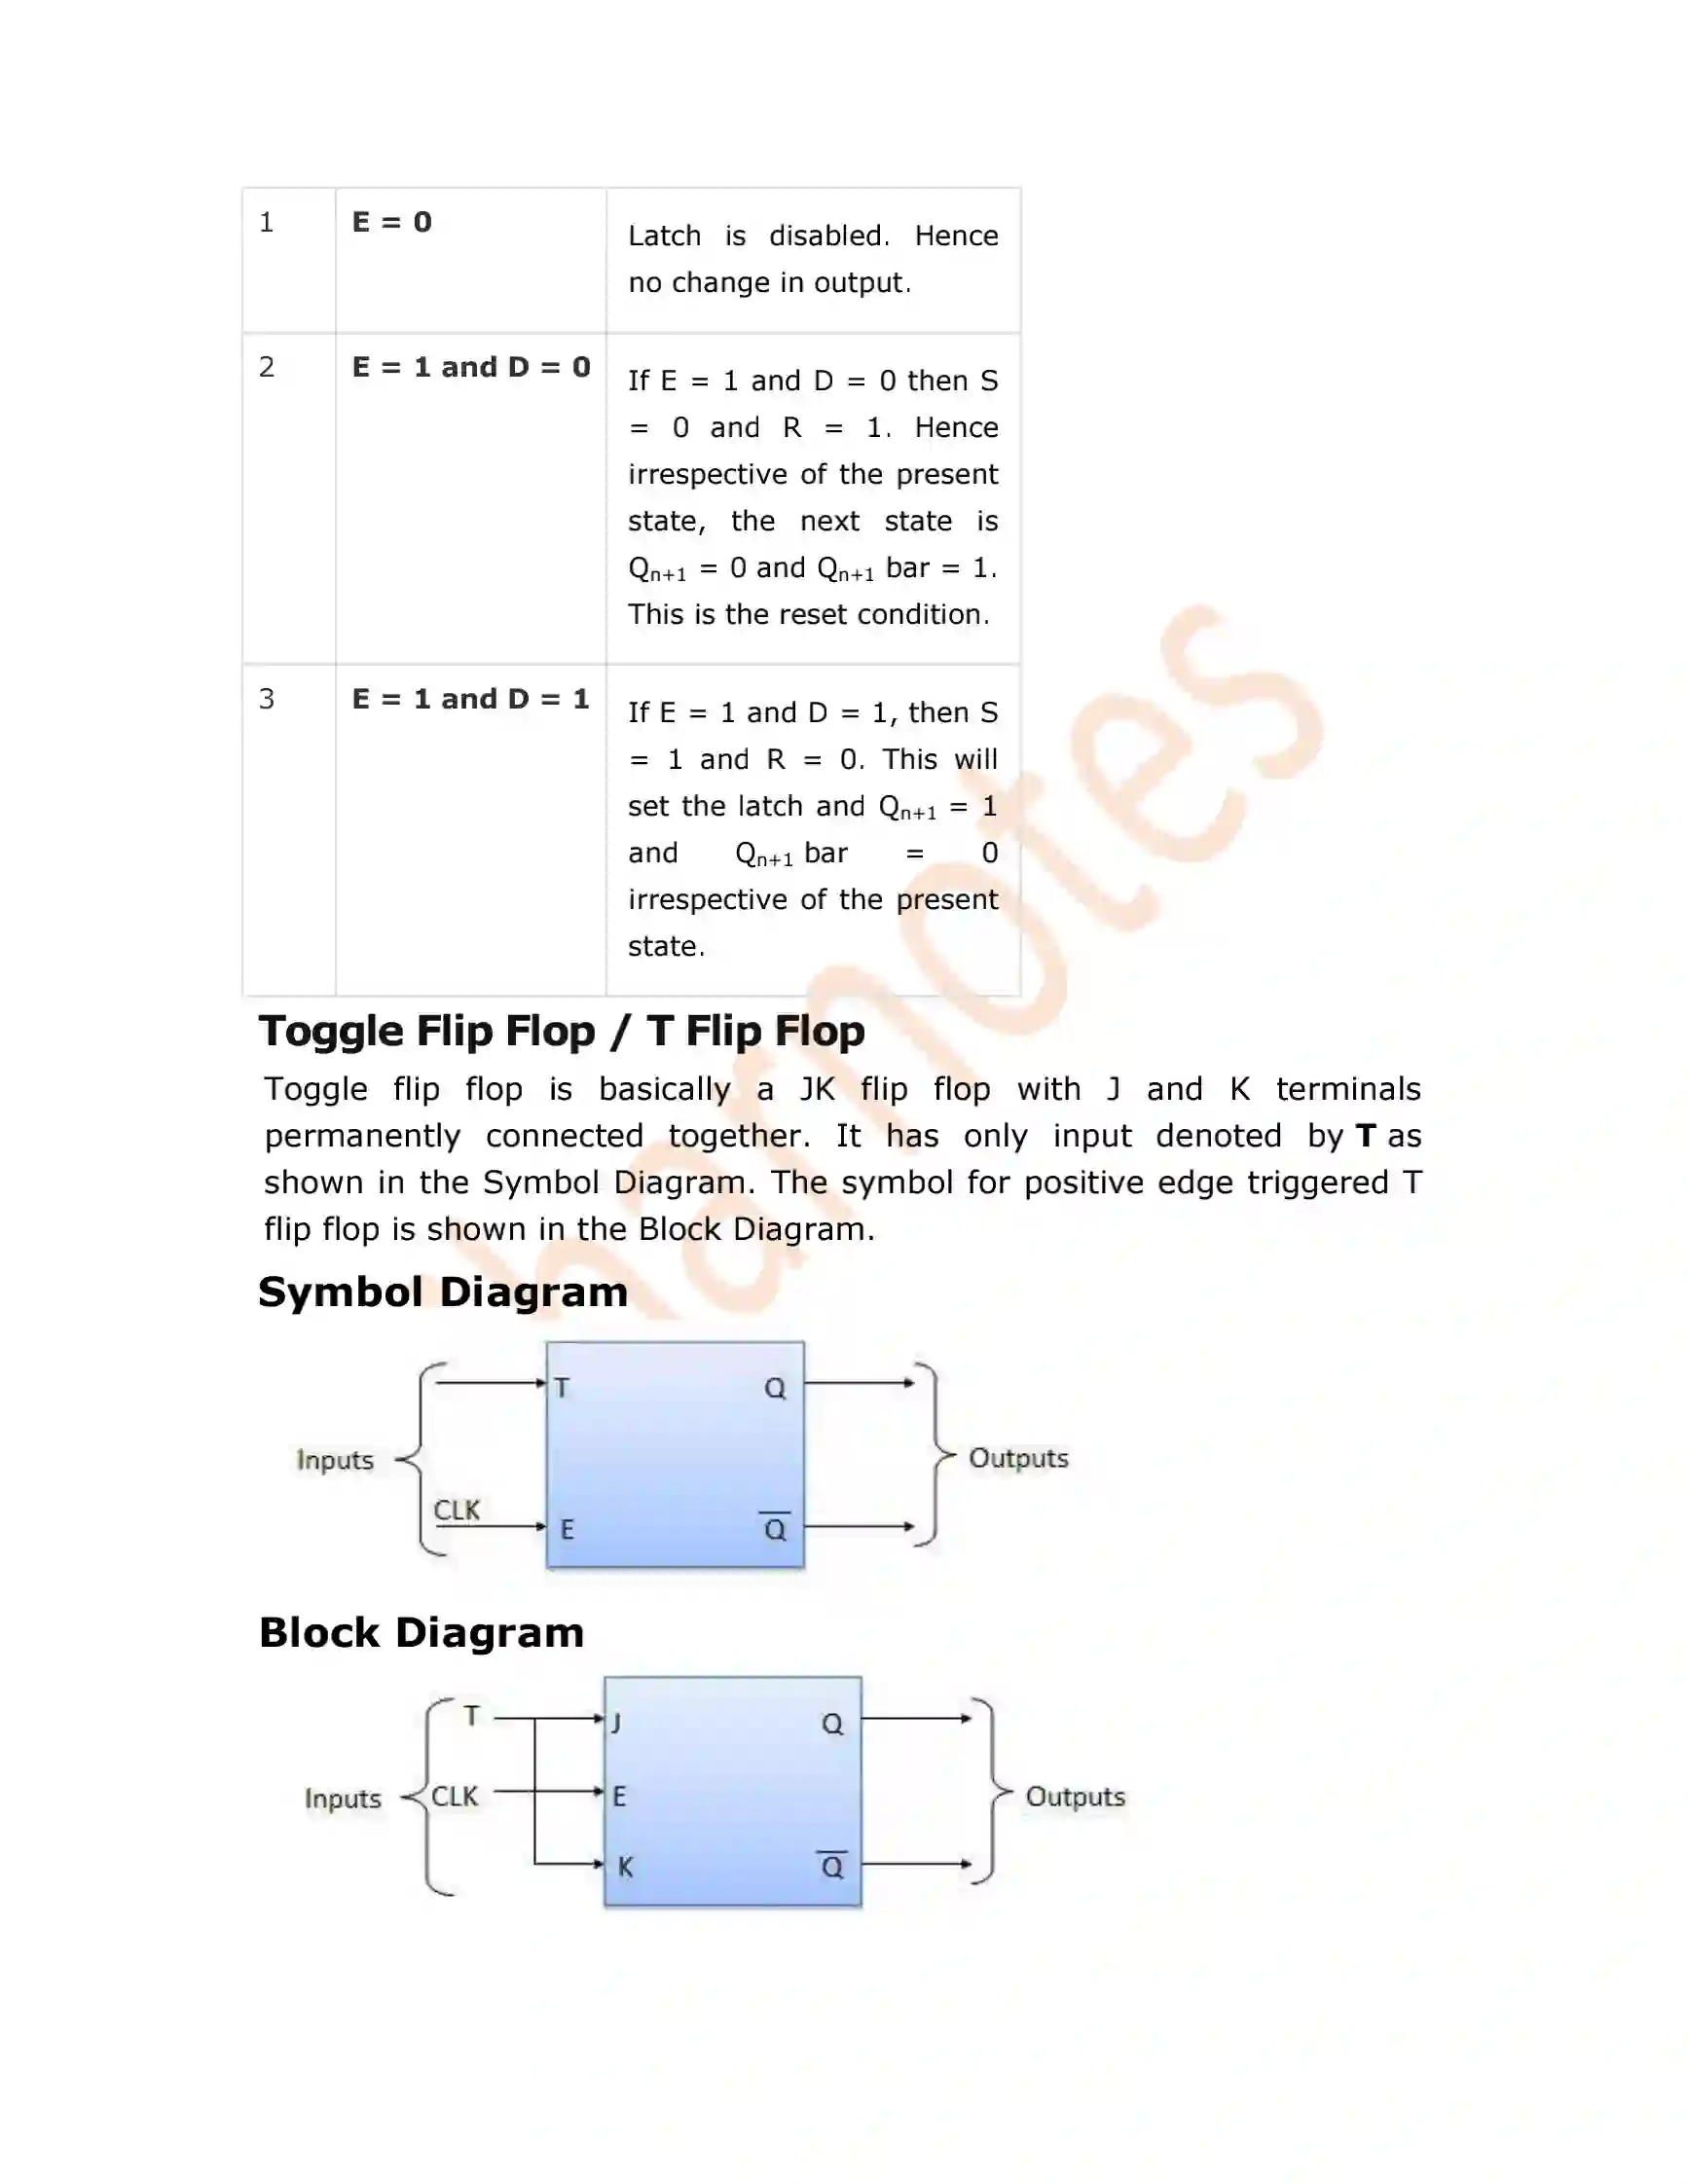 1
E = 0
Latch is disabled. Hence
no change in output.
2
E = 1 and D = 0
If E = 1 and D = 0 then S
= 0 and R = 1. Hence
irrespective of the present
state, the next state is
Qn+1 = 0 and Qn+1 bar = 1.
This is the reset condition.
3
E = 1 and D = 1
If E = 1 and D = 1, then S
= 1 and R = 0. This will
set the latch and Qn+1 = 1
and Qn+1 bar = 0
irrespective of the present
state.
Toggle Flip Flop / T Flip Flop
Toggle flip flop is basically a JK flip flop with J and K terminals
permanently connected together. It has only input denoted by T as
shown in the Symbol Diagram. The symbol for positive edge triggered T
flip flop is shown in the Block Diagram.
Symbol Diagram
T
Q
Inputs
Outputs
CLK
E
Q̅
Block Diagram
T
J
Q
Inputs
CLK
E
Outputs
K
Q̅